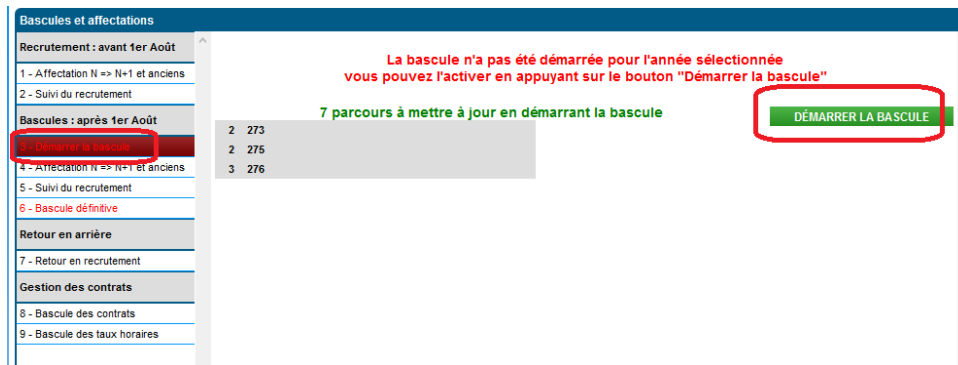 Bascules et affectations
Recrutement : avant 1er Août
1 - Affectation N => N+1 et anciens
2 - Suivi du recrutement
Bascules : après 1er Août
3 - Démarrer la bascule
4 - Affectation N => N+1 et anciens
5 - Suivi du recrutement
6 - Bascule définitive
Retour en arrière
7 - Retour en recrutement
Gestion des contrats
8 - Bascule des contrats
9 - Bascule des taux horaires
La bascule n'a pas été démarrée pour l'année sélectionnée
vous pouvez l'activer en appuyant sur le bouton "Démarrer la bascule"
7 parcours à mettre à jour en démarrant la bascule
DÉMARRER LA BASCULE
2 273
2 275
3 276